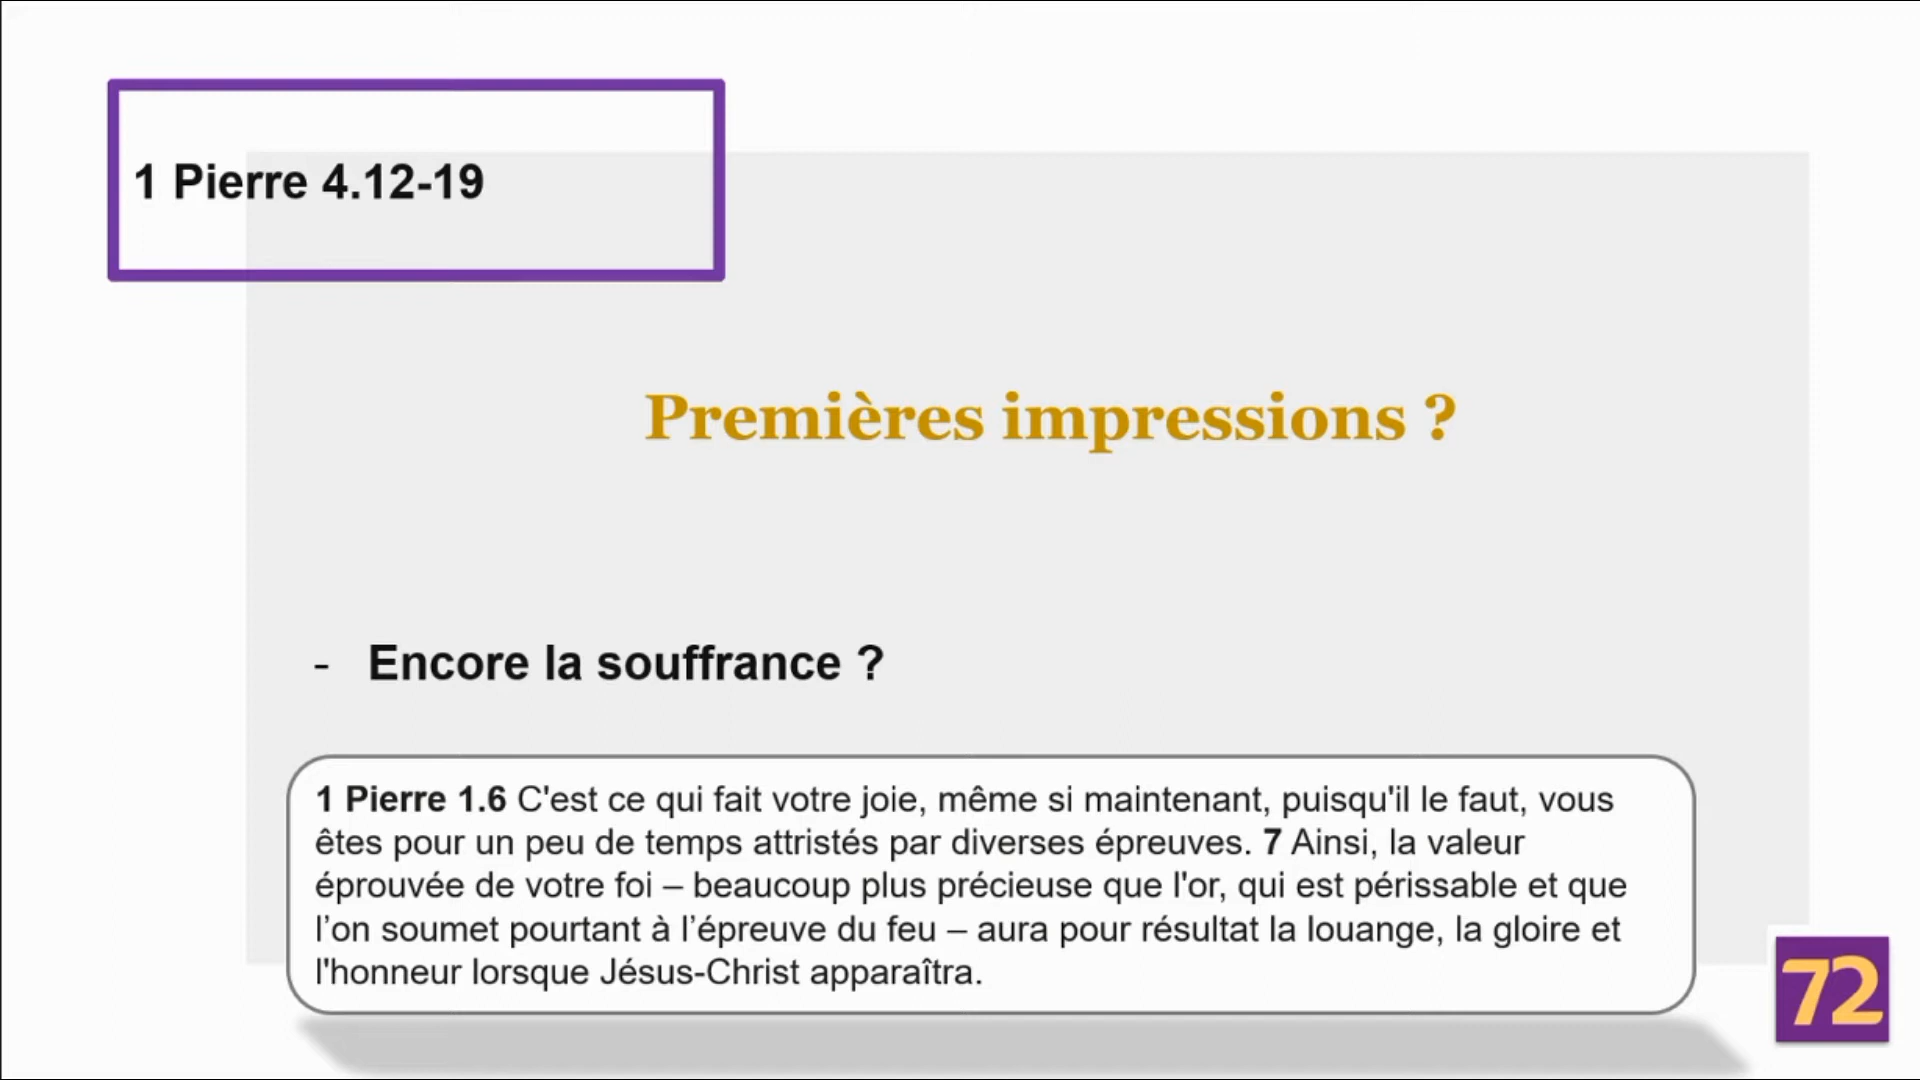 1 Pierre 4.12-19
Premières impressions ?
- Encore la souffrance ?
1 Pierre 1.6 C'est ce qui fait votre joie, même si maintenant, puisqu'il le faut, vous
êtes pour un peu de temps attristés par diverses épreuves. 7 Ainsi, la valeur
éprouvée de votre foi – beaucoup plus précieuse que l'or, qui est périssable et que
l’on soumet pourtant à l’épreuve du feu – aura pour résultat la louange, la gloire et
l'honneur lorsque Jésus-Christ apparaîtra.
72